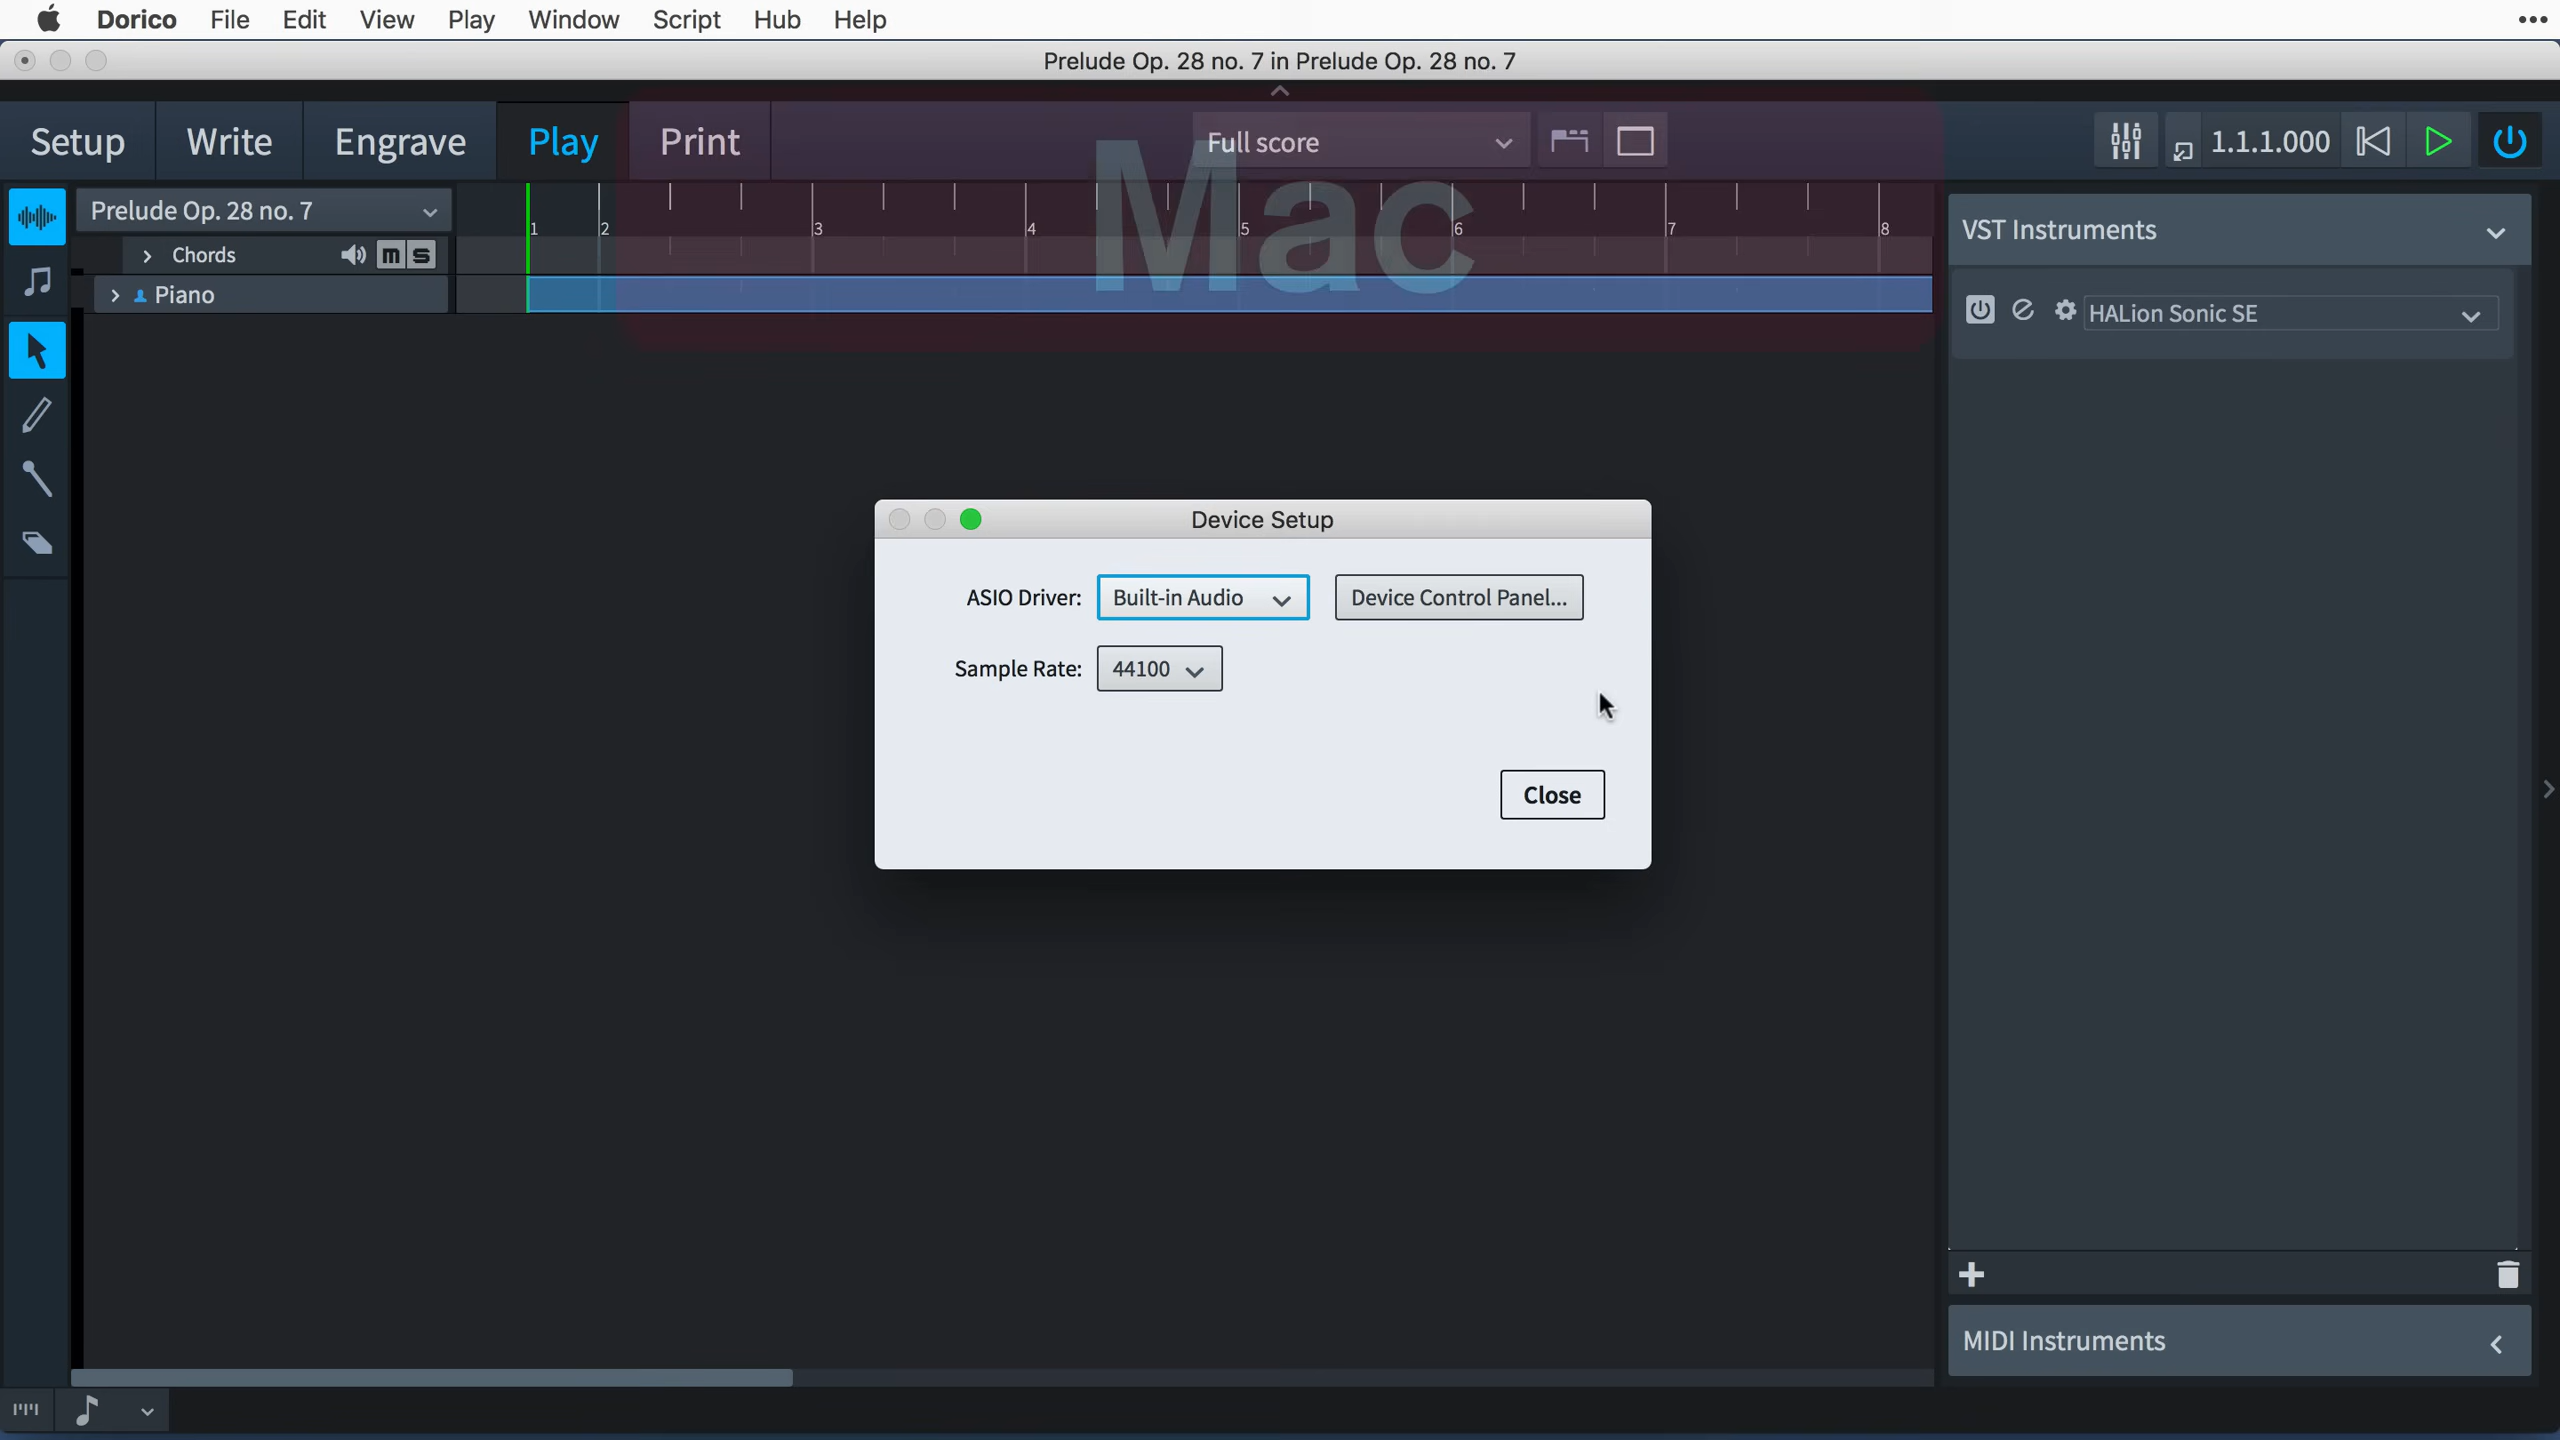 Dorico File Edit View Play Window Script Hub Help
Prelude Op. 28 no. 7 in Prelude Op. 28 no. 7
Setup Write Engrave Play Print Full score 1.1.1.000
Mac
Prelude Op. 28 no. 7
1 2 3 4 5 6 7 8
VST Instruments
Chords m s
Piano
HALion Sonic SE
Device Setup
ASIO Driver: Built-in Audio Device Control Panel...
Sample Rate: 44100
Close
MIDI Instruments